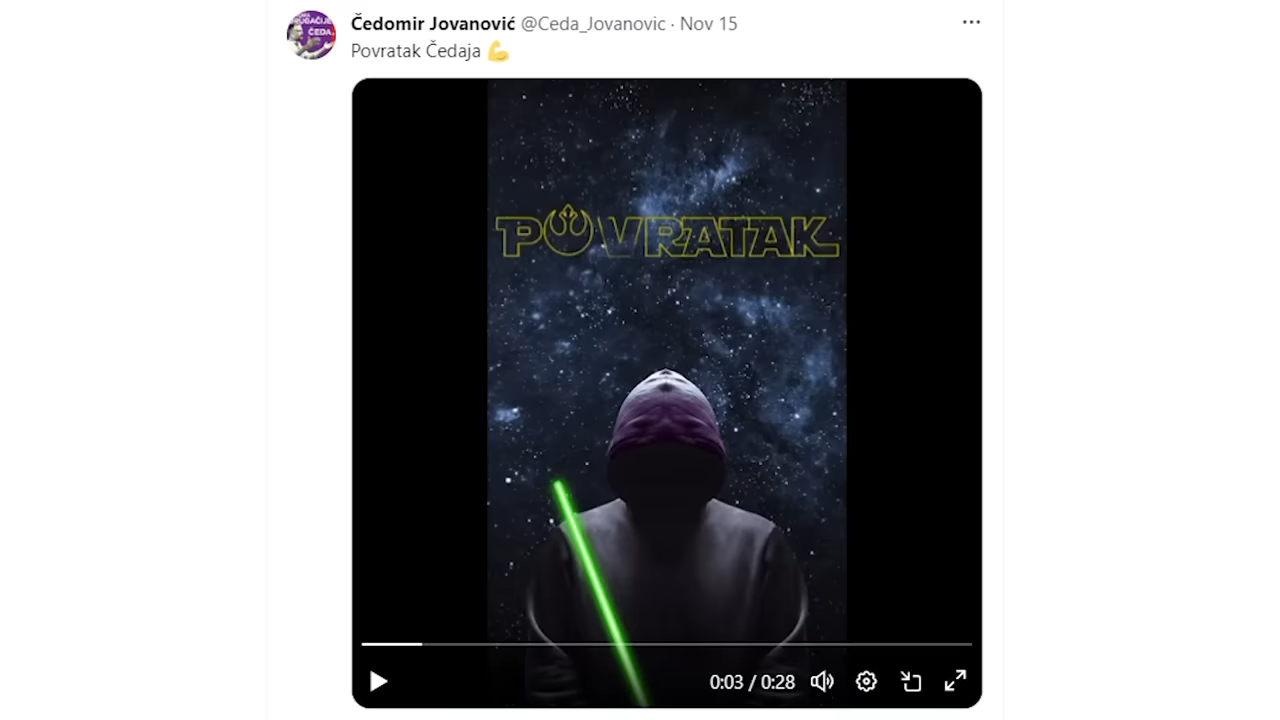 Čedomir Jovanović @Ceda_Jovanovic · Nov 15
Povratak Čedaja 💪
POVRATAK
0:03 / 0:28